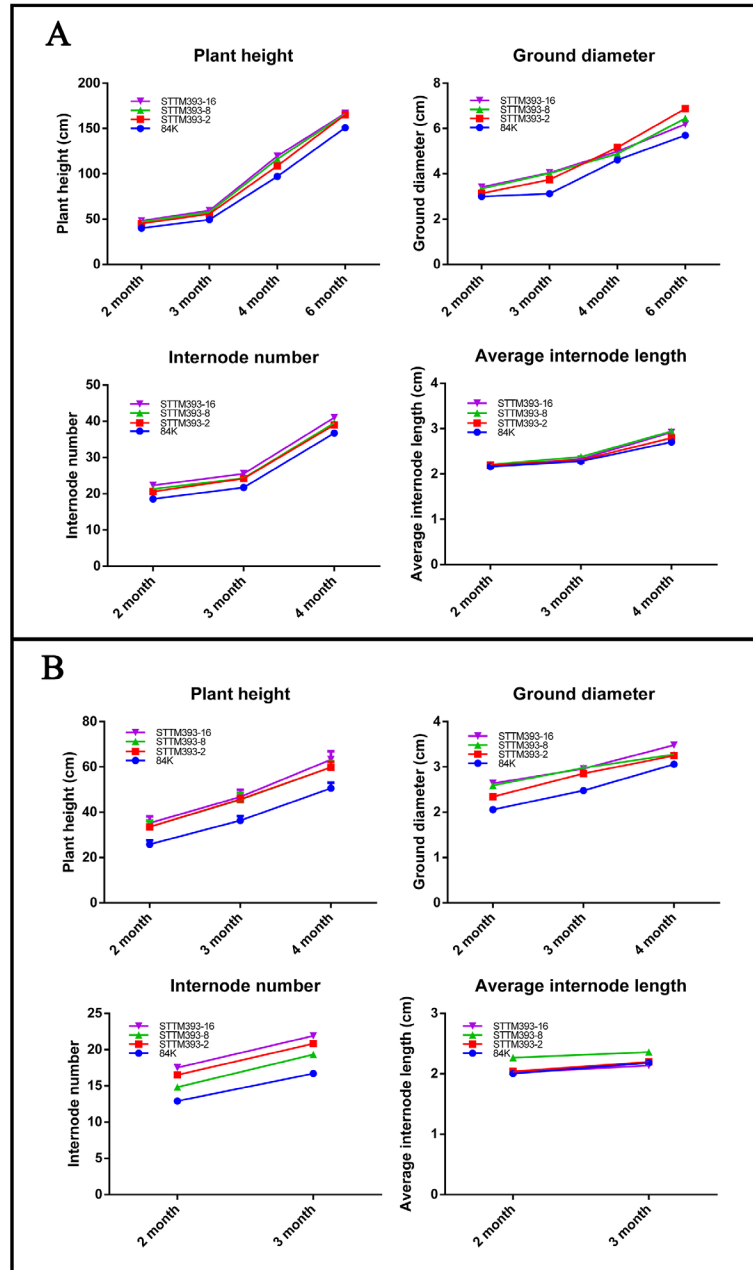 A
Plant height
Plant height (cm)
200
150
100
50
0
STTM393-16
STTM393-8
STTM393-2
84K
2 month
3 month
4 month
6 month
Ground diameter
Ground diameter (cm)
8
6
4
2
0
STTM393-16
STTM393-8
STTM393-2
84K
2 month
3 month
4 month
6 month
Internode number
Internode number
50
40
30
20
10
0
STTM393-16
STTM393-8
STTM393-2
84K
2 month
3 month
4 month
Average internode length
Average internode length (cm)
4
3
2
1
0
STTM393-16
STTM393-8
STTM393-2
84K
2 month
3 month
4 month
B
Plant height
Plant height (cm)
80
60
40
20
0
STTM393-16
STTM393-8
STTM393-2
84K
2 month
3 month
4 month
Ground diameter
Ground diameter (cm)
4
3
2
1
0
STTM393-16
STTM393-8
STTM393-2
84K
2 month
3 month
4 month
Internode number
Internode number
25
20
15
10
5
0
STTM393-16
STTM393-8
STTM393-2
84K
2 month
3 month
Average internode length
Average internode length (cm)
3
2
1
0
STTM393-16
STTM393-8
STTM393-2
84K
2 month
3 month